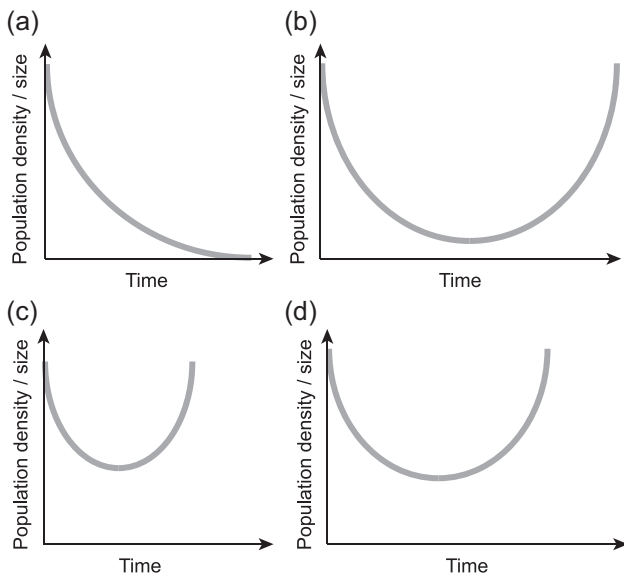 (a)
Population density / size
Time
(b)
Population density / size
Time
(c)
Population density / size
Time
(d)
Population density / size
Time